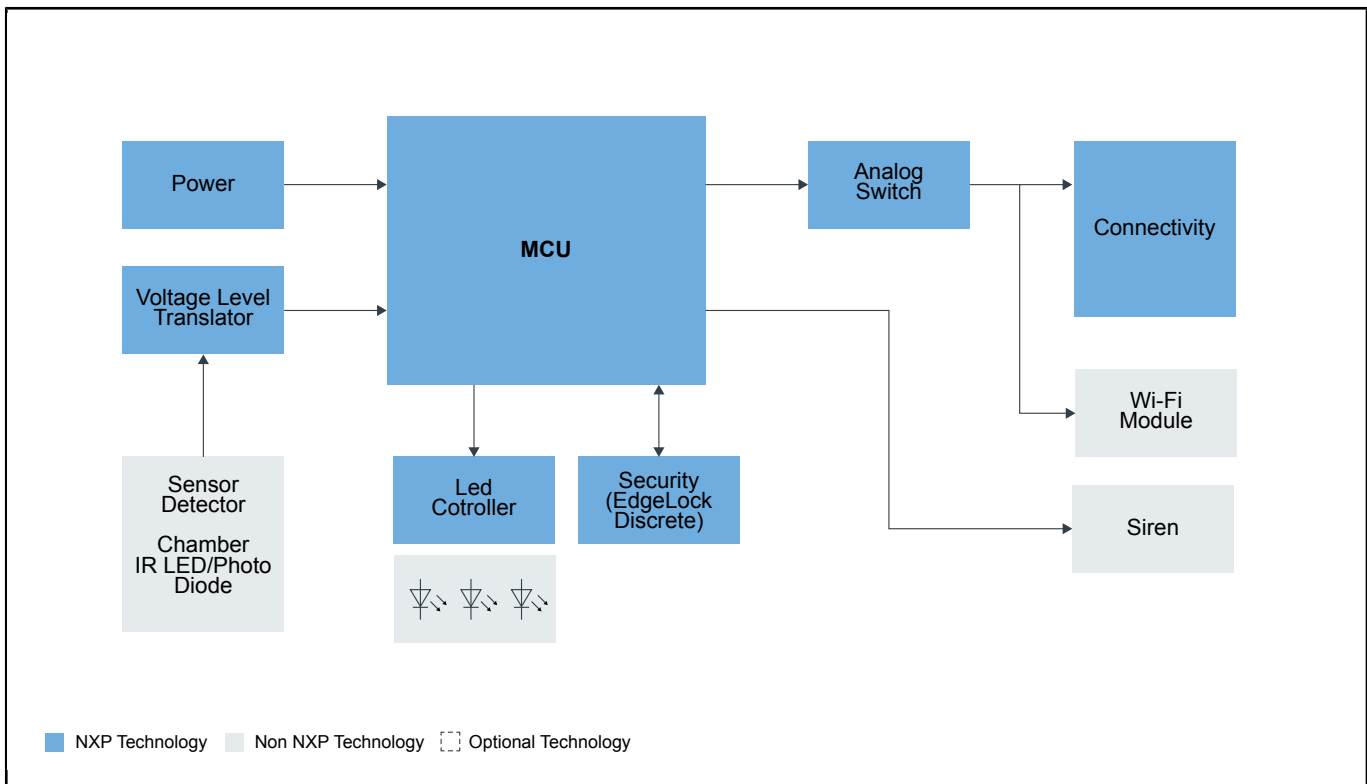 Power
MCU
Analog
Switch
Connectivity
Voltage Level
Translator
Wi-Fi
Module
Sensor
Detector
Chamber
IR LED/Photo
Diode
Led
Cotroller
Security
(EdgeLock
Discrete)
Siren
NXP Technology
Non NXP Technology
Optional Technology